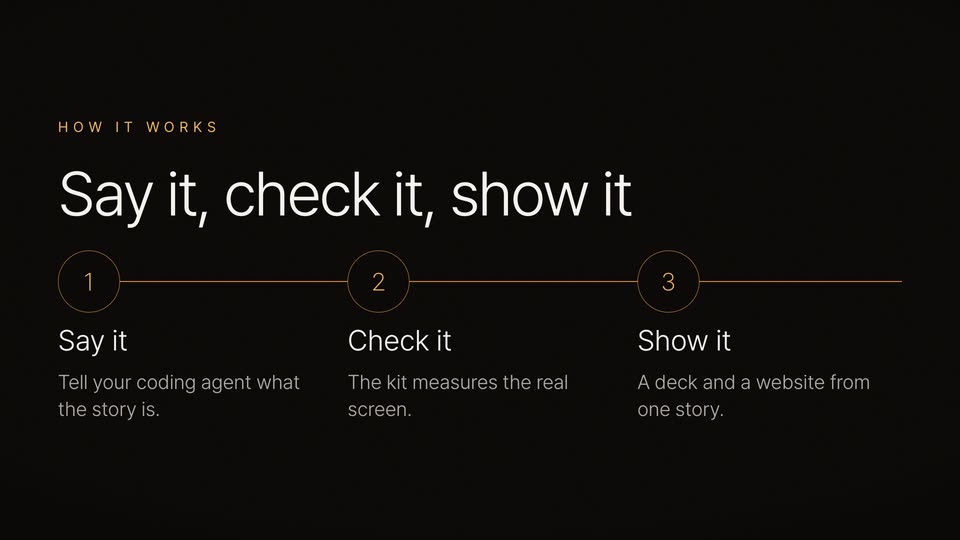 HOW IT WORKS
Say it, check it, show it
1
2
3
Say it
Tell your coding agent what
the story is.
Check it
The kit measures the real
screen.
Show it
A deck and a website from
one story.